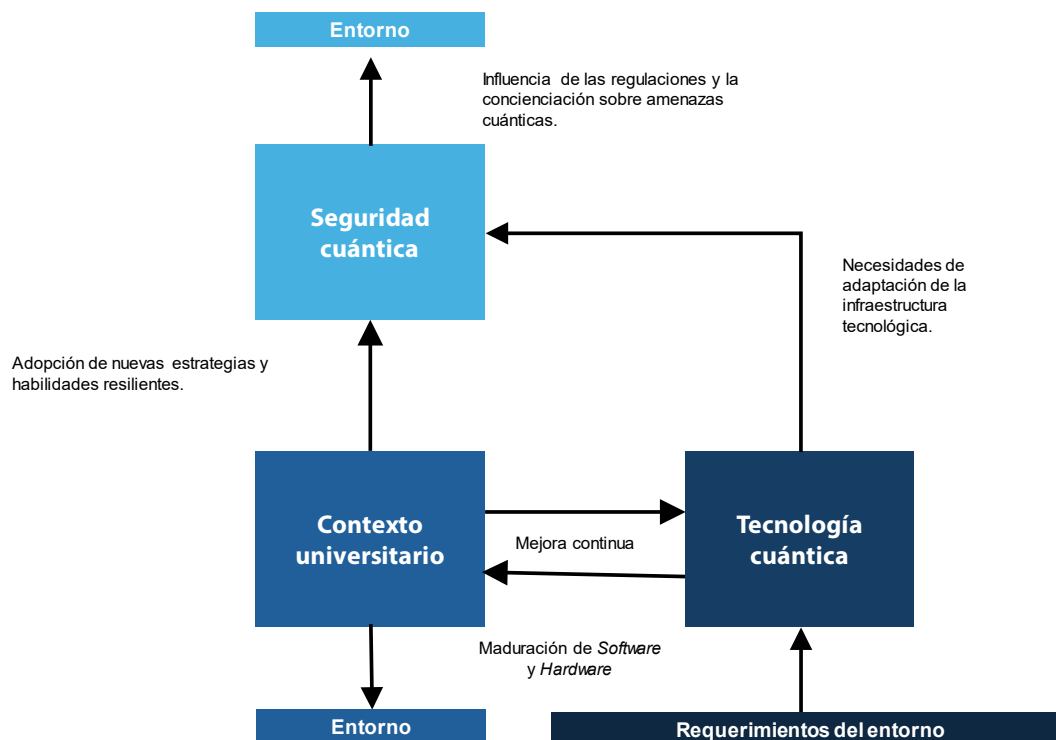 Entorno
Influencia de las regulaciones y la
concienciación sobre amenazas
cuánticas.
Seguridad
cuántica
Necesidades de
adaptación de la
infraestructura
tecnológica.
Adopción de nuevas estrategias y
habilidades resilientes.
Contexto
universitario
Mejora continua
Tecnología
cuántica
Maduración de Software
y Hardware
Entorno
Requerimientos del entorno